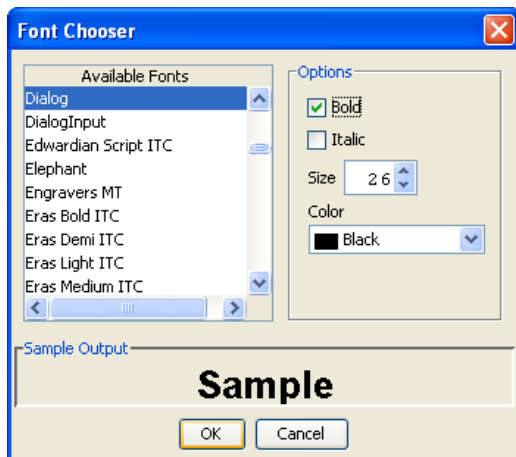 Font Chooser
Available Fonts
Dialog
DialogInput
Edwardian Script ITC
Elephant
Engravers MT
Eras Bold ITC
Eras Demi ITC
Eras Light ITC
Eras Medium ITC
Options
Bold
Italic
Size 26
Color
Black
Sample Output
Sample
OK Cancel